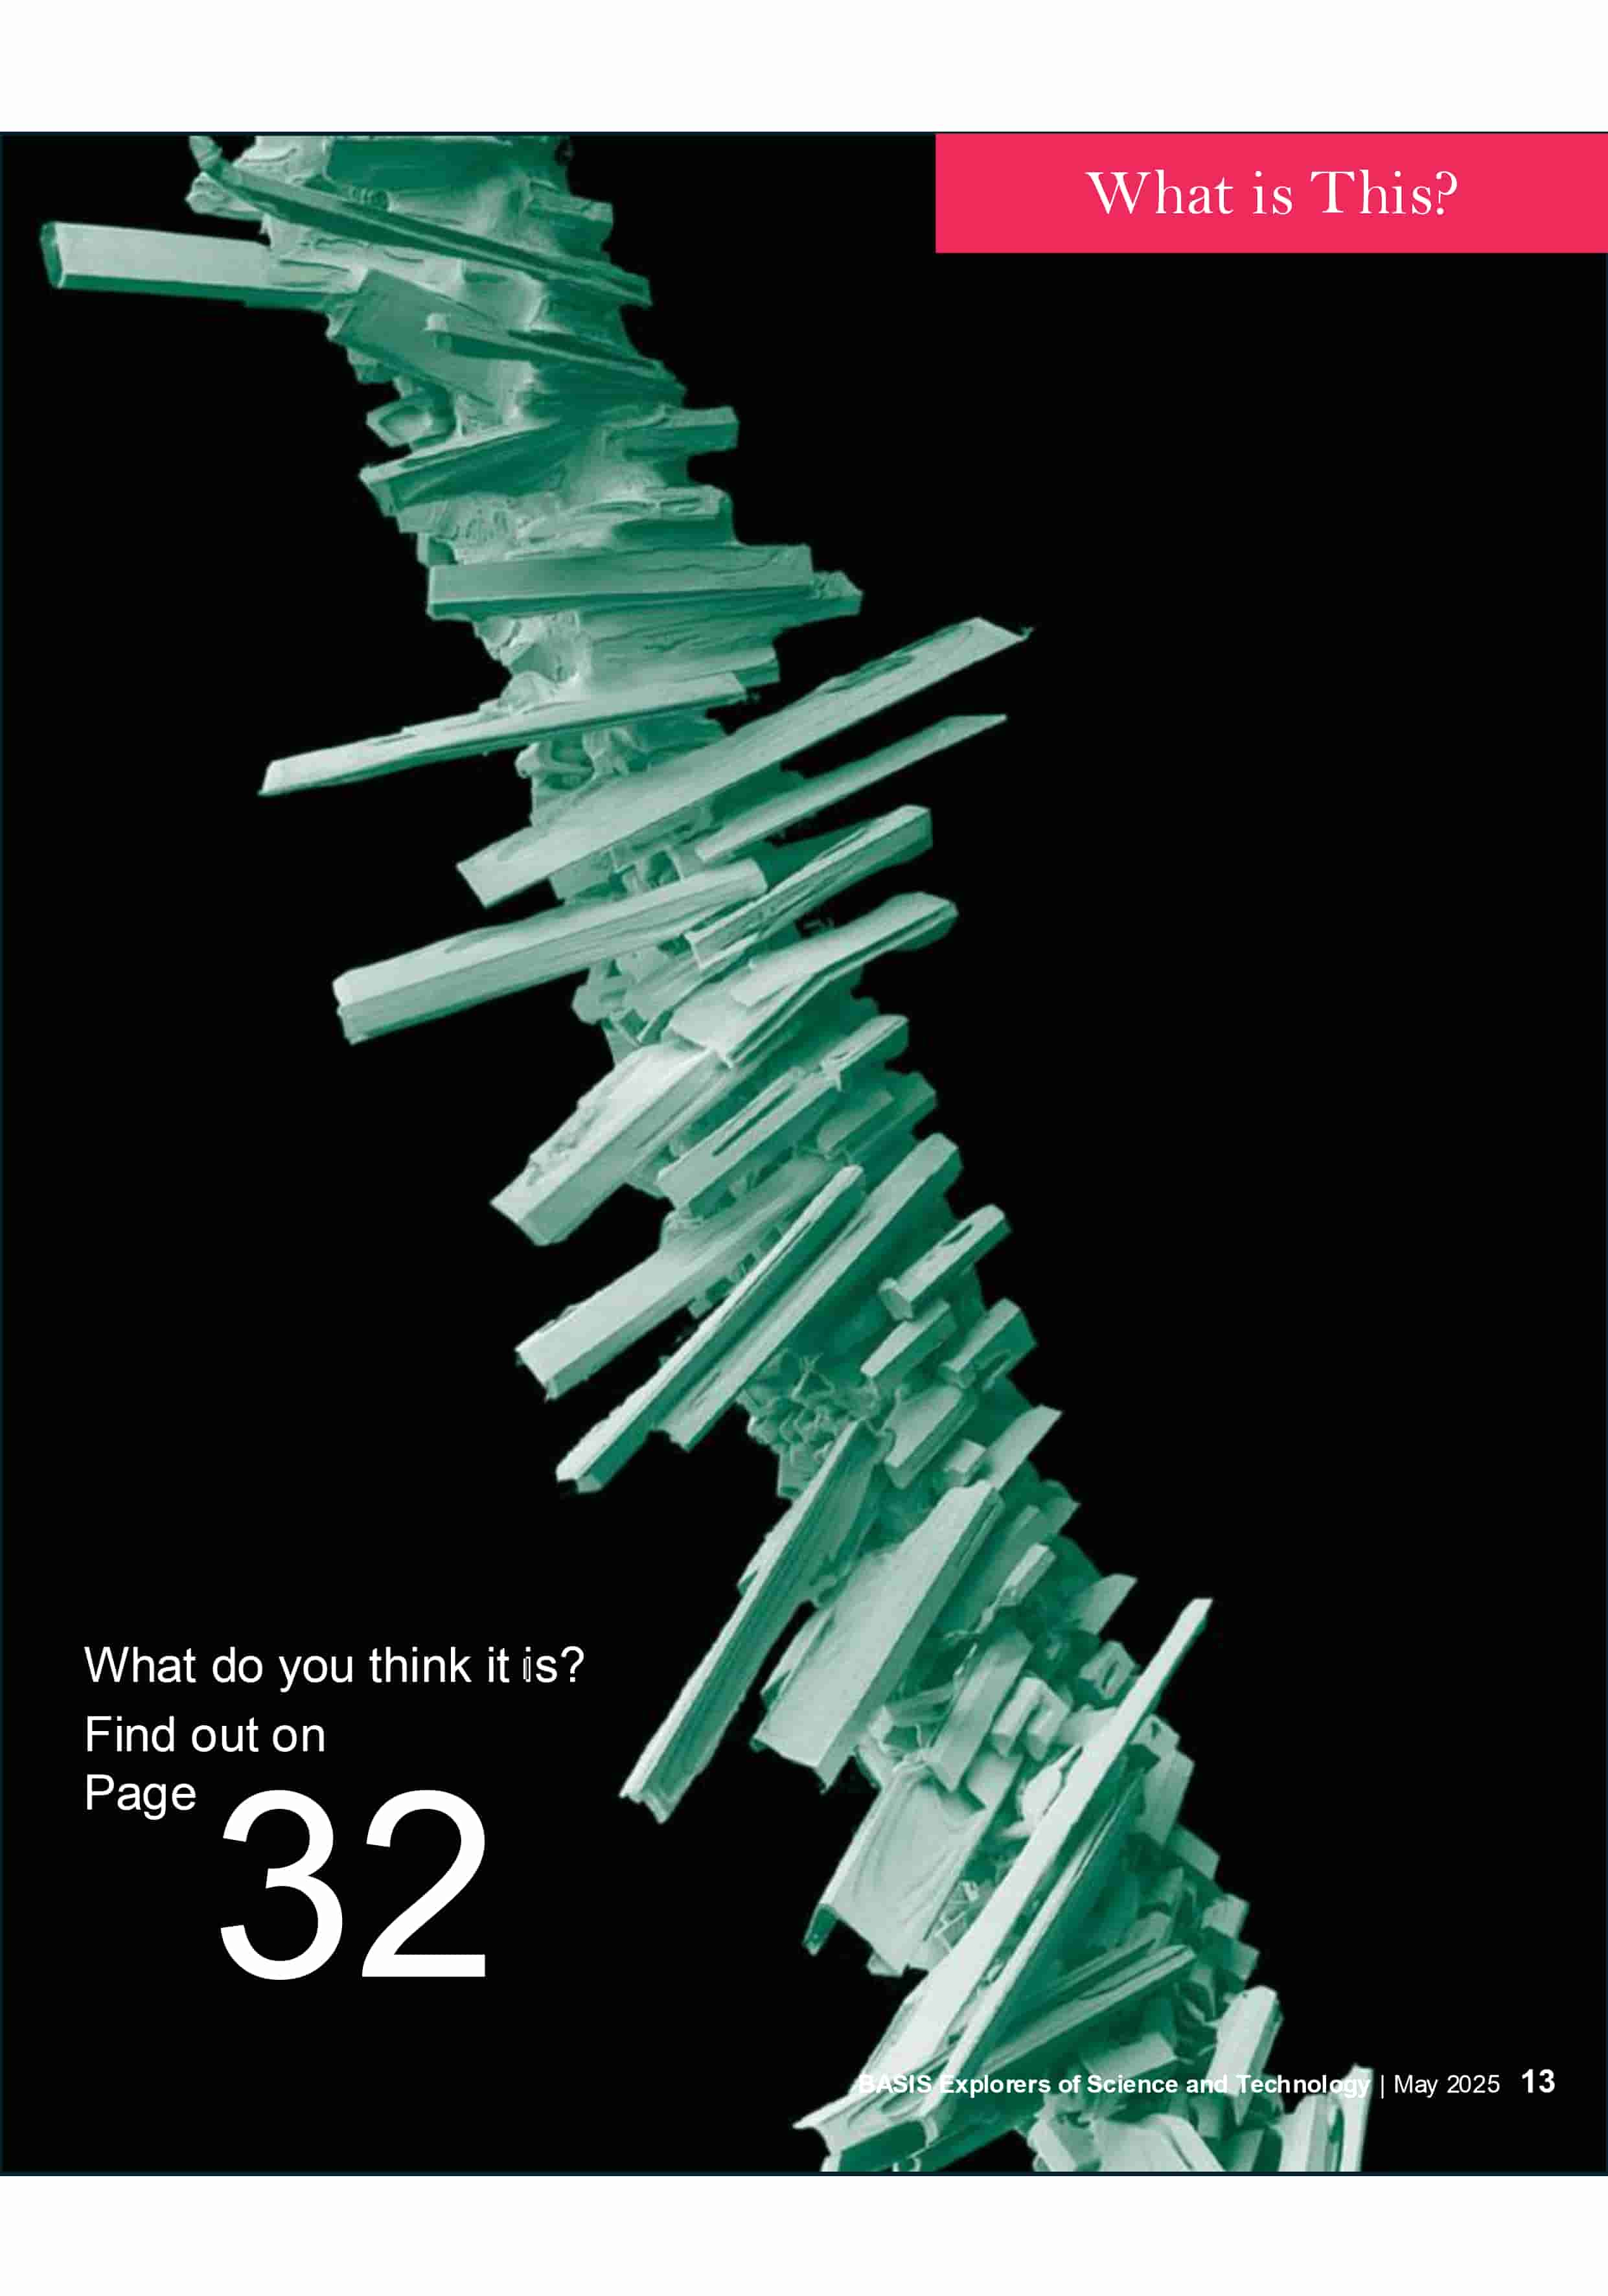 What is This?
What do you think it is?
Find out on
Page
32
BASIS Explorers of Science and Technology | May 2025 13